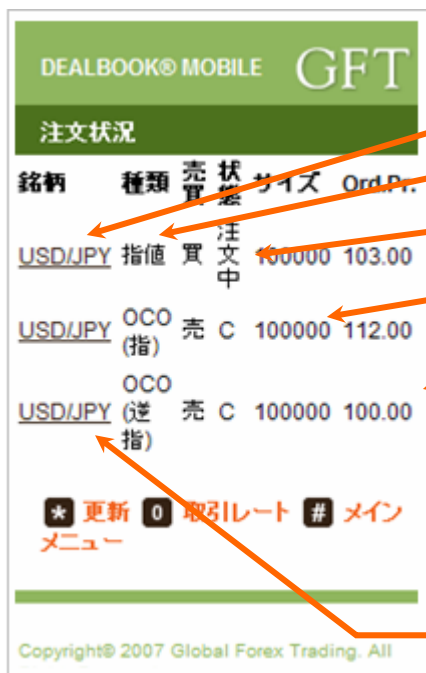 DEALBOOK® MOBILE GFT
注文状況
銘柄 種類 売買 状態 サイズ Ord.Pr.
USD/JPY 指値 買 注文中 100000 103.00
USD/JPY OCO(指) 売 C 100000 112.00
USD/JPY OCO(逆指) 売 C 100000 100.00
* 更新 0 取引レート # メイン
メニュー
Copyright© 2007 Global Forex Trading. All